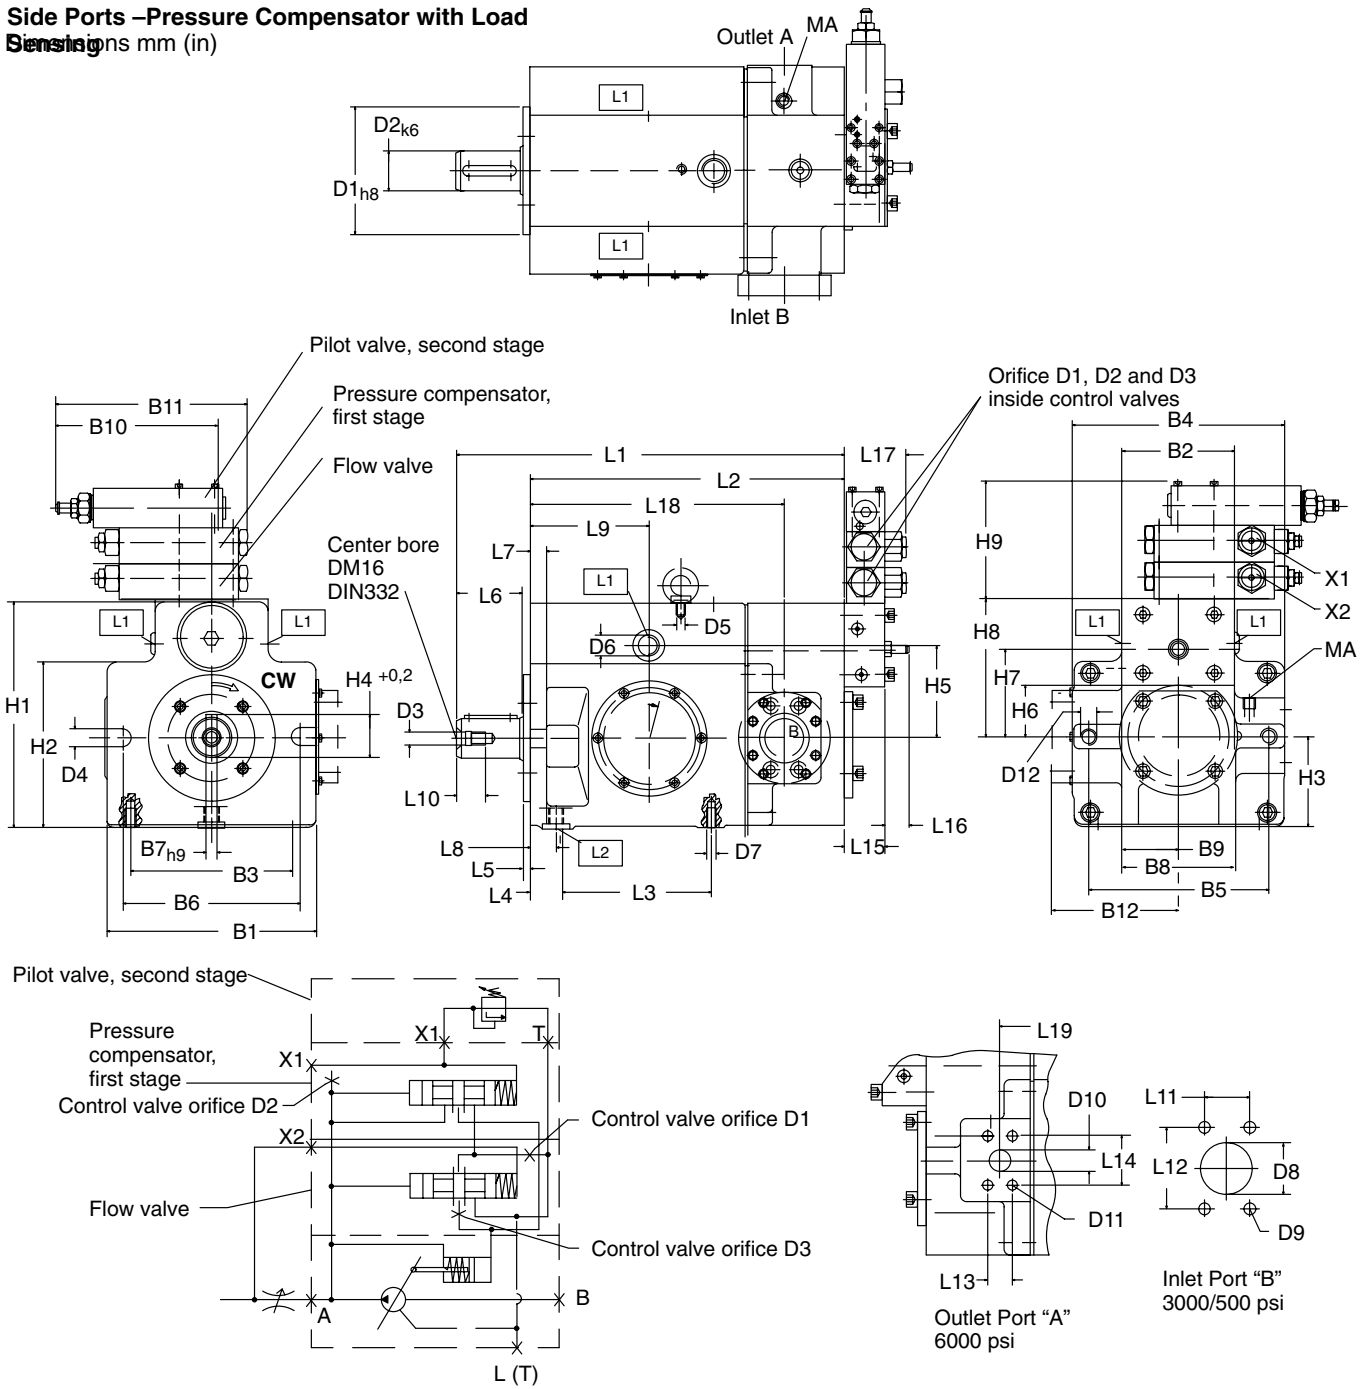 Side Ports –Pressure Compensator with Load
Sensing
Dimensions mm (in)
Outlet A
MA
L1
D2k6
D1h8
L1
Inlet B
Pilot valve, second stage
Pressure compensator,
first stage
Flow valve
B11
B10
L1
L1
CW
H4 +0,2
H1
H2
D4
B7h9
B3
B6
B1
Orifice D1, D2 and D3
inside control valves
L1
L17
L2
L18
L9
L7
Center bore
DM16
DIN332
L1
L6
D5
D6
H5
D3
B
L10
L8
L2
D7
L15
L16
L5
L4
L3
B4
B2
H9
X1
X2
H8
L1
L1
MA
H7
H6
D12
H3
B9
B8
B5
B12
Pilot valve, second stage
Pressure
compensator,
first stage
X1
X1
T
Control valve orifice D2
Control valve orifice D1
X2
Flow valve
Control valve orifice D3
A
B
L (T)
L19
D10
L14
D11
L13
Outlet Port “A”
6000 psi
L11
L12
D8
D9
Inlet Port “B”
3000/500 psi